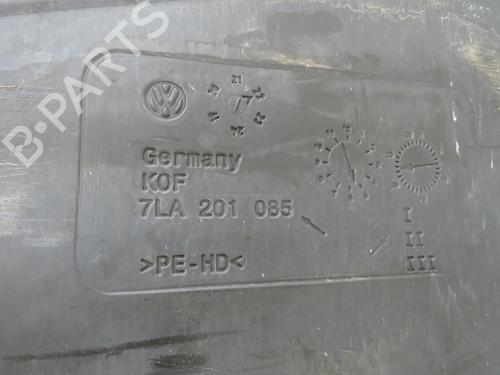 B-PARTS
Germany
KOF
7LA 201 085
I
II
>PE-HD<
III